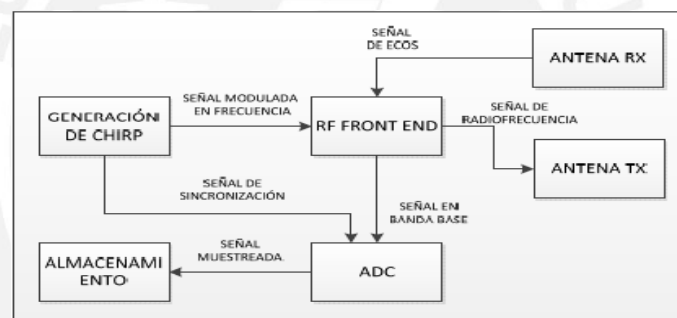 SEÑAL
DE ECOS
ANTENA RX
GENERACIÓN
DE CHIRP
SEÑAL MODULADA
EN FRECUENCIA
RF FRONT END
SEÑAL DE
RADIOFRECUENCIA
ANTENA TX
SEÑAL DE
SINCRONIZACIÓN
SEÑAL EN
BANDA BASE
ALMACENAMI
ENTO
SEÑAL
MUESTREADA
ADC